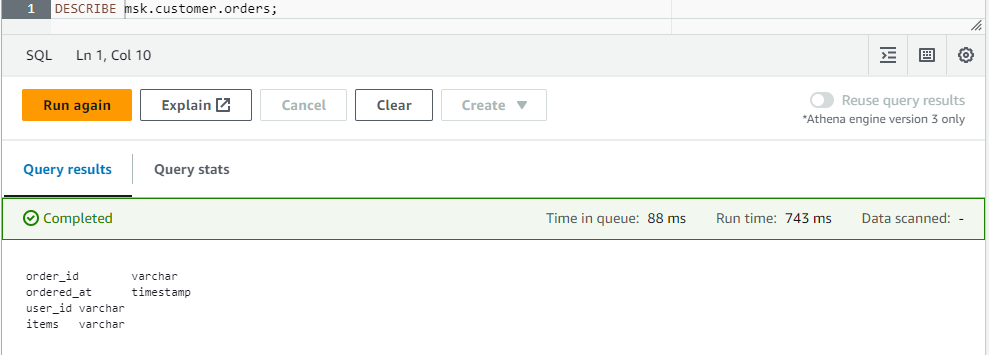 1 DESCRIBE msk.customer.orders;
SQL Ln 1, Col 10
Run again Explain Cancel Clear Create Reuse query results
*Athena engine version 3 only
Query results Query stats
Completed Time in queue: 88 ms Run time: 743 ms Data scanned: -
order_id varchar
ordered_at timestamp
user_id varchar
items varchar